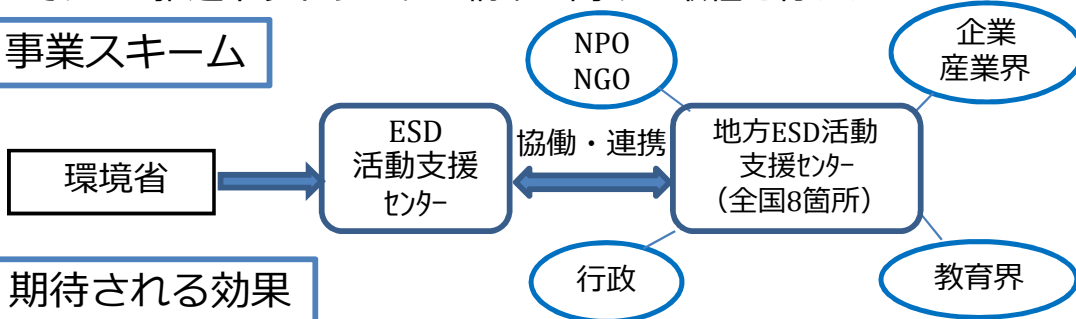 事業スキーム
NPO
NGO
企業
産業界
環境省
ESD
活動支援
ｾﾝﾀｰ
協働・連携
地方ESD活動
支援ｾﾝﾀｰ
（全国8箇所）
行政
教育界
期待される効果